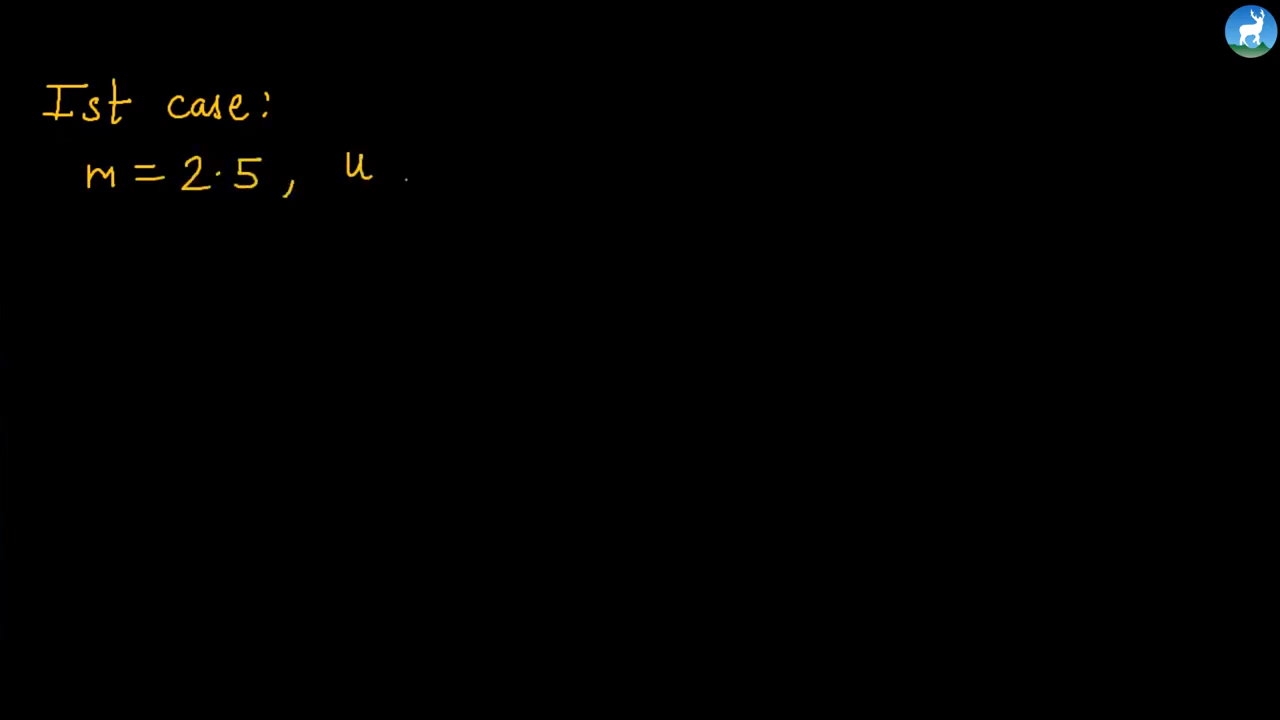 Ist case:
m = 2.5, u